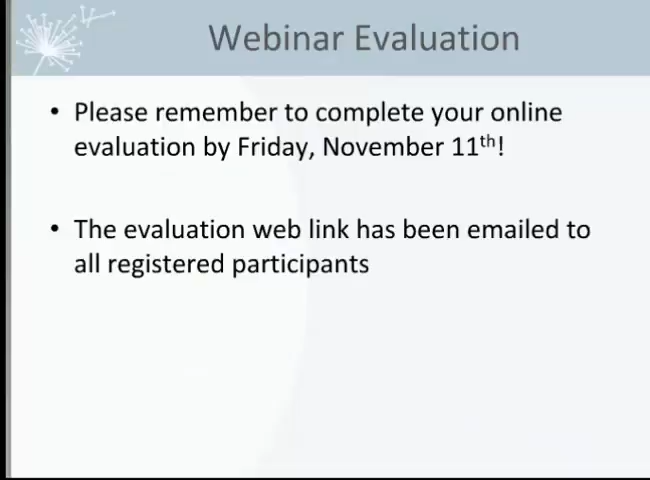 Webinar Evaluation
• Please remember to complete your online
evaluation by Friday, November 11th!
• The evaluation web link has been emailed to
all registered participants